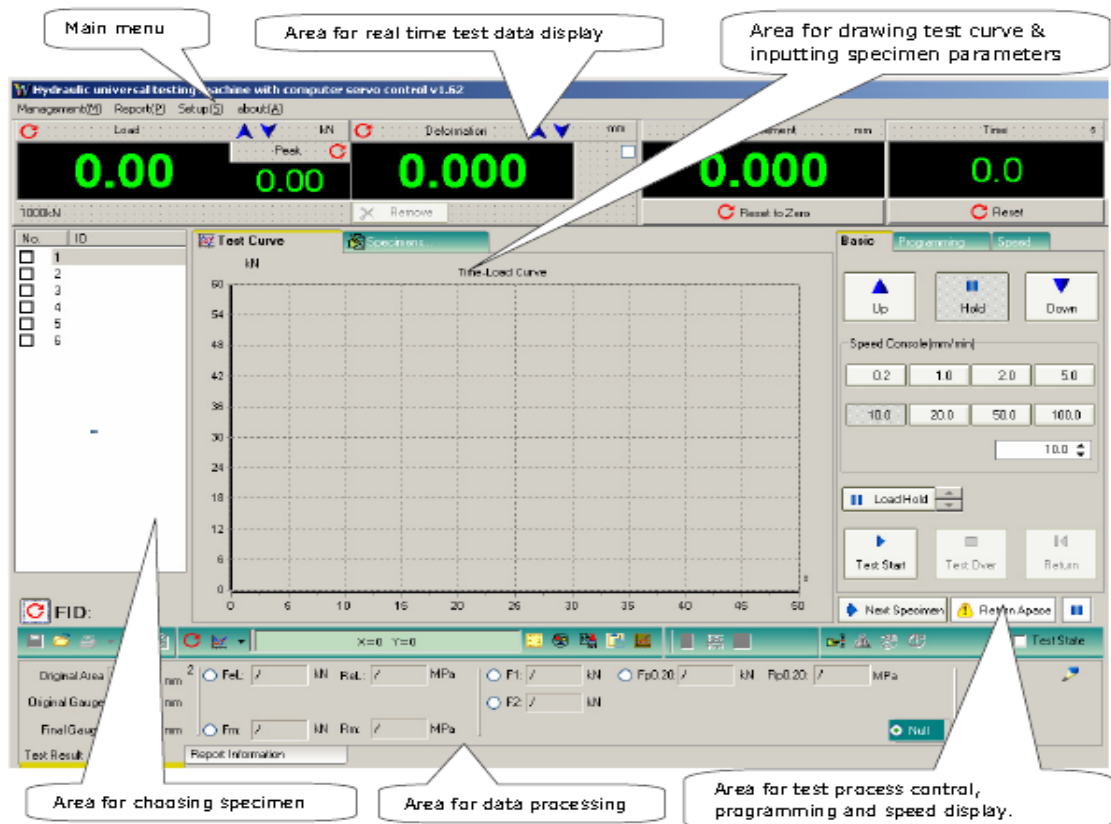 Main menu
Area for real time test data display
Area for drawing test curve &
inputting specimen parameters
Hydraulic universal testing machine with computer servo control v1.62
Management(M) Report(P) Setup(S) about(A)
Load kN
Deformation mm
mm
Time s
Peak
0.00
0.00
0.000
0.000
0.0
1000kN
Remove
Reset to Zero
Reset
No. ID
1
2
3
4
5
6
Test Curve
Specimens...
kN
Time-Load Curve
60
54
48
42
36
30
24
18
12
6
0
0 5 10 15 20 25 30 35 40 45 50
s
Basic Programming Speed
Up
Hold
Down
Speed Console(mm/min)
0.2 1.0 2.0 5.0
10.0 20.0 50.0 100.0
10.0
Load Hold
Test Start
Test Over
Return
Next Specimen
FID:
X=0 Y=0
Test State
Original Area mm 2
FeL: / kN ReL: / MPa
F1: / kN
Fp0.20: / kN Rp0.20: / MPa
Original Gauge mm
F2: / kN
Final Gauge mm
Fm: / kN Rm: / MPa
Null
Test Result
Report Information
Area for choosing specimen
Area for data processing
Area for test process control,
programming and speed display.